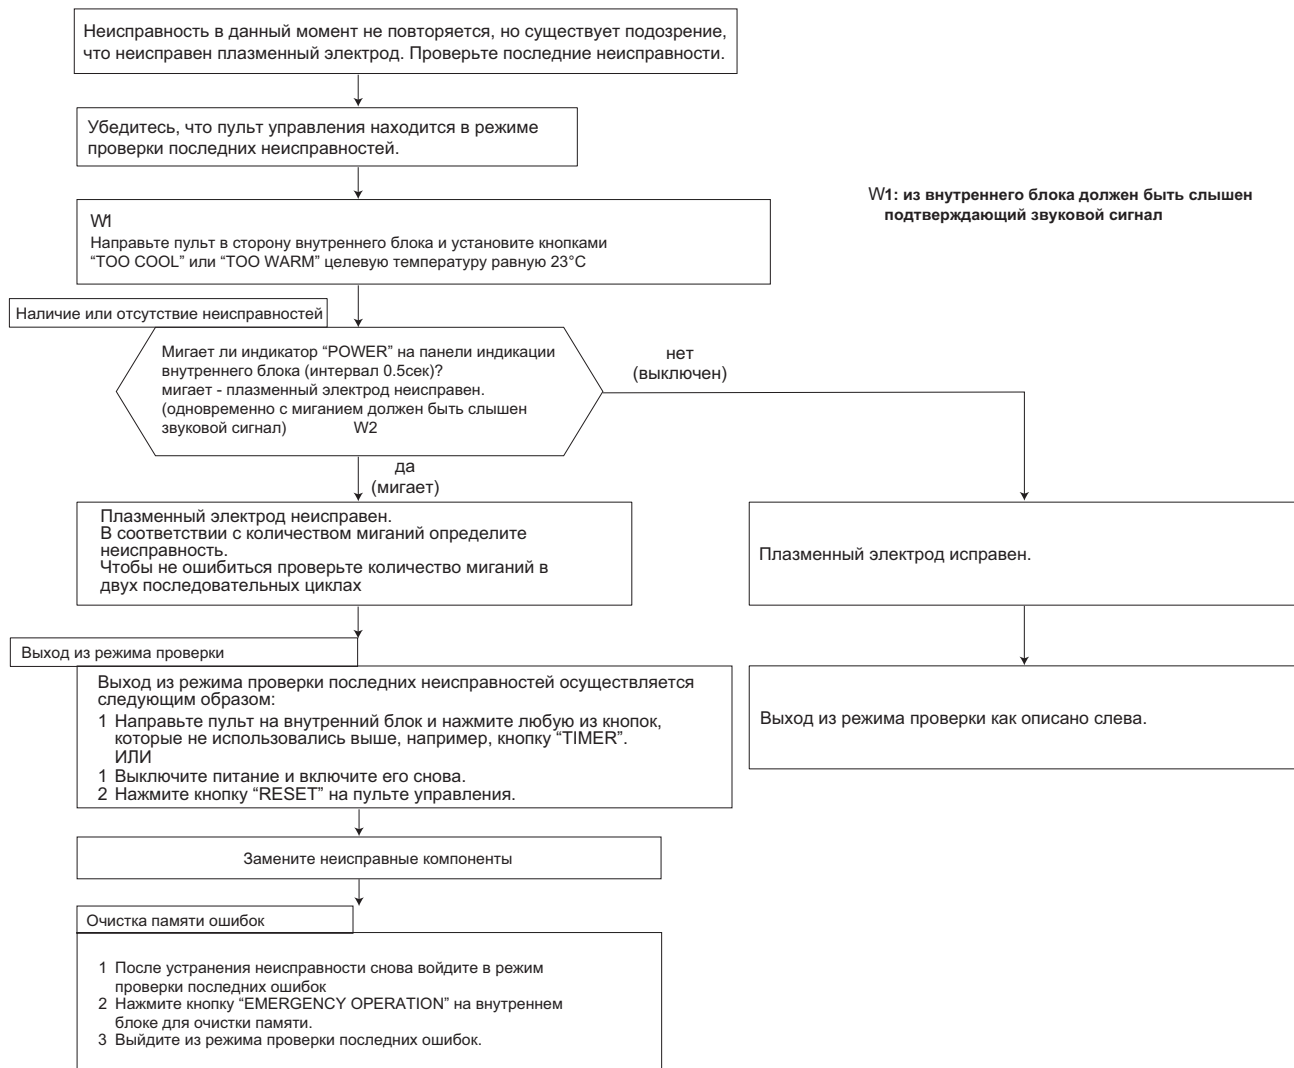 Неисправность в данный момент не повторяется, но существует подозрение,
что неисправен плазменный электрод. Проверьте последние неисправности.
Убедитесь, что пульт управления находится в режиме
проверки последних неисправностей.
W1
Направьте пульт в сторону внутреннего блока и установите кнопками
“TOO COOL” или “TOO WARM” целевую температуру равную 23°C
W1: из внутреннего блока должен быть слышен
подтверждающий звуковой сигнал
Наличие или отсутствие неисправностей
Мигает ли индикатор “POWER” на панели индикации
внутреннего блока (интервал 0.5сек)?
мигает - плазменный электрод неисправен.
(одновременно с миганием должен быть слышен
звуковой сигнал) W2
нет
(выключен)
да
(мигает)
Плазменный электрод неисправен.
В соответствии с количеством миганий определите
неисправность.
Чтобы не ошибиться проверьте количество миганий в
двух последовательных циклах
Плазменный электрод исправен.
Выход из режима проверки
Выход из режима проверки последних неисправностей осуществляется
следующим образом:
1 Направьте пульт на внутренний блок и нажмите любую из кнопок,
которые не использовались выше, например, кнопку “TIMER”.
ИЛИ
1 Выключите питание и включите его снова.
2 Нажмите кнопку “RESET” на пульте управления.
Выход из режима проверки как описано слева.
Замените неисправные компоненты
Очистка памяти ошибок
1 После устранения неисправности снова войдите в режим
проверки последних ошибок
2 Нажмите кнопку “EMERGENCY OPERATION” на внутреннем
блоке для очистки памяти.
3 Выйдите из режима проверки последних ошибок.